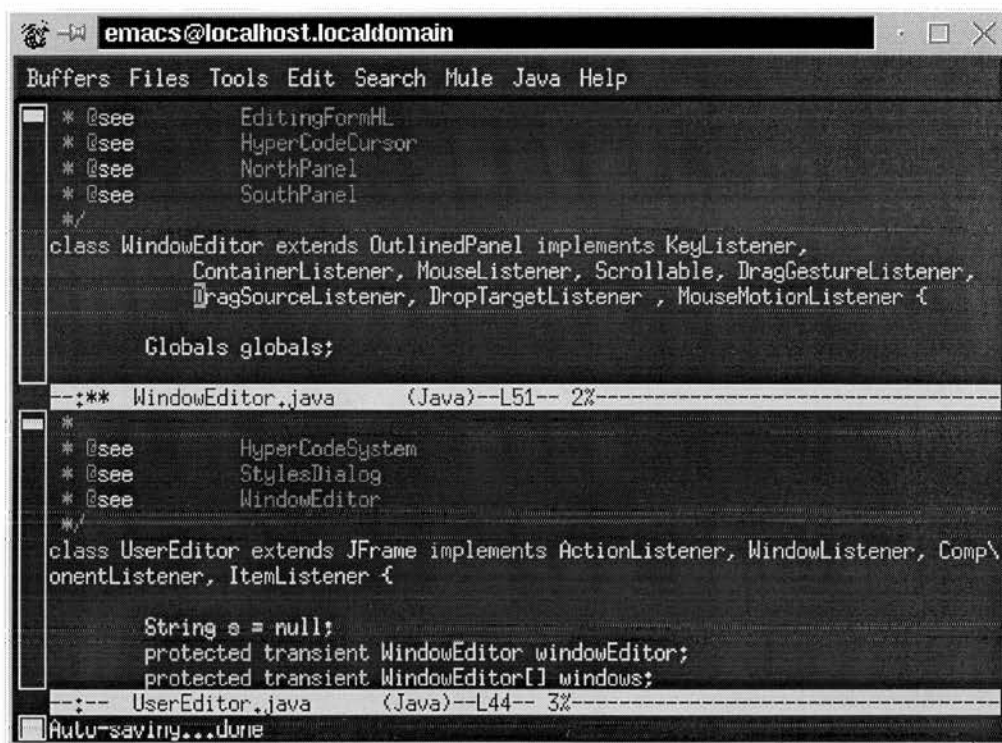 emacs@localhost.localdomain
Buffers Files Tools Edit Search Mule Java Help
* @see EditingFormHL
* @see HyperCodeCursor
* @see NorthPanel
* @see SouthPanel
*/
class WindowEditor extends OutlinedPanel implements KeyListener,
ContainerListener, MouseListener, Scrollable, DragGestureListener,
DragSourceListener, DropTargetListener , MouseMotionListener {
Globals globals;
--:** WindowEditor.java (Java)--L51-- 2%--------------------------------------------
*
* @see HyperCodeSystem
* @see StylesDialog
* @see WindowEditor
*/
class UserEditor extends JFrame implements ActionListener, WindowListener, Comp\
onentListener, ItemListener {
String s = null;
protected transient WindowEditor windowEditor;
protected transient WindowEditor[] windows;
--:-- UserEditor.java (Java)--L44-- 3%--------------------------------------------
Auto-saving...done